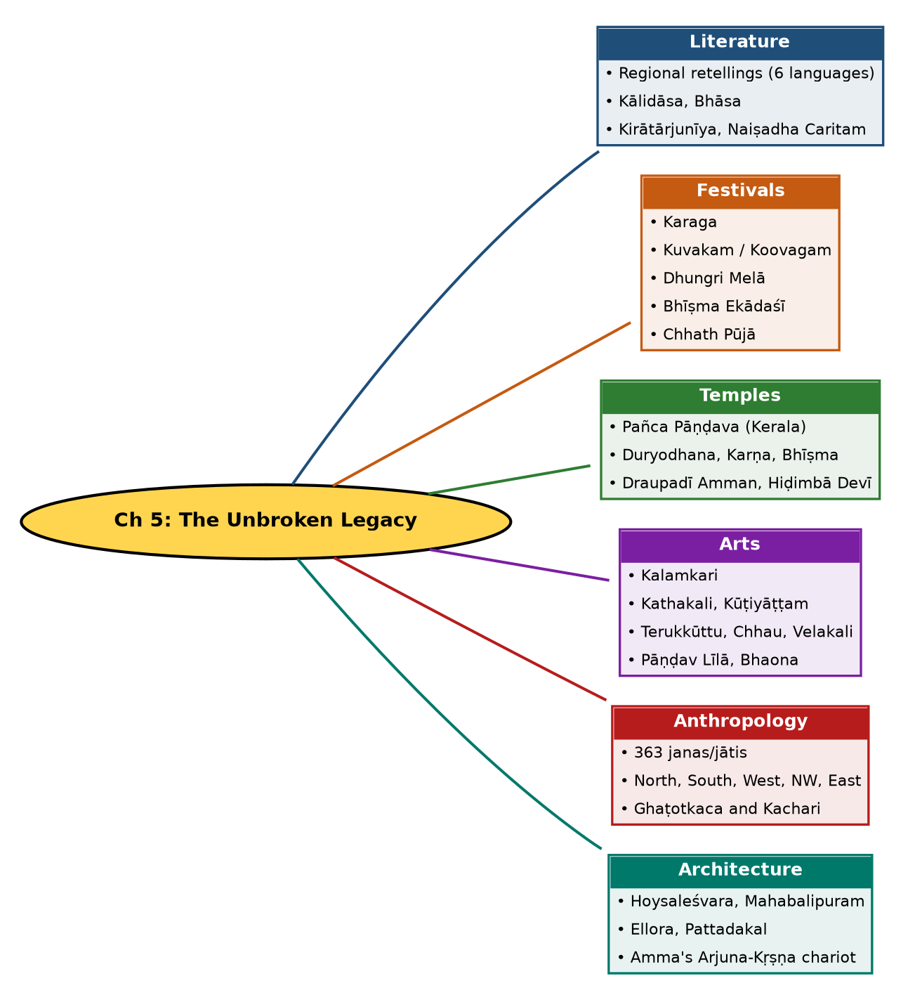 Literature
• Regional retellings (6 languages)
• Kālidāsa, Bhāsa
• Kirātārjunīya, Naiṣadha Caritam
Festivals
• Karaga
• Kuvakam / Koovagam
• Dhungri Melā
• Bhīṣma Ekādaśī
• Chhath Pūjā
Temples
• Pañca Pāṇḍava (Kerala)
• Duryodhana, Karṇa, Bhīṣma
• Draupadī Amman, Hiḍimbā Devī
Ch 5: The Unbroken Legacy
Arts
• Kalamkari
• Kathakali, Kūṭiyāṭṭam
• Terukkūttu, Chhau, Velakali
• Pāṇḍav Līlā, Bhaona
Anthropology
• 363 janas/jātis
• North, South, West, NW, East
• Ghaṭotkaca and Kachari
Architecture
• Hoysaleśvara, Mahabalipuram
• Ellora, Pattadakal
• Amma's Arjuna-Kṛṣṇa chariot